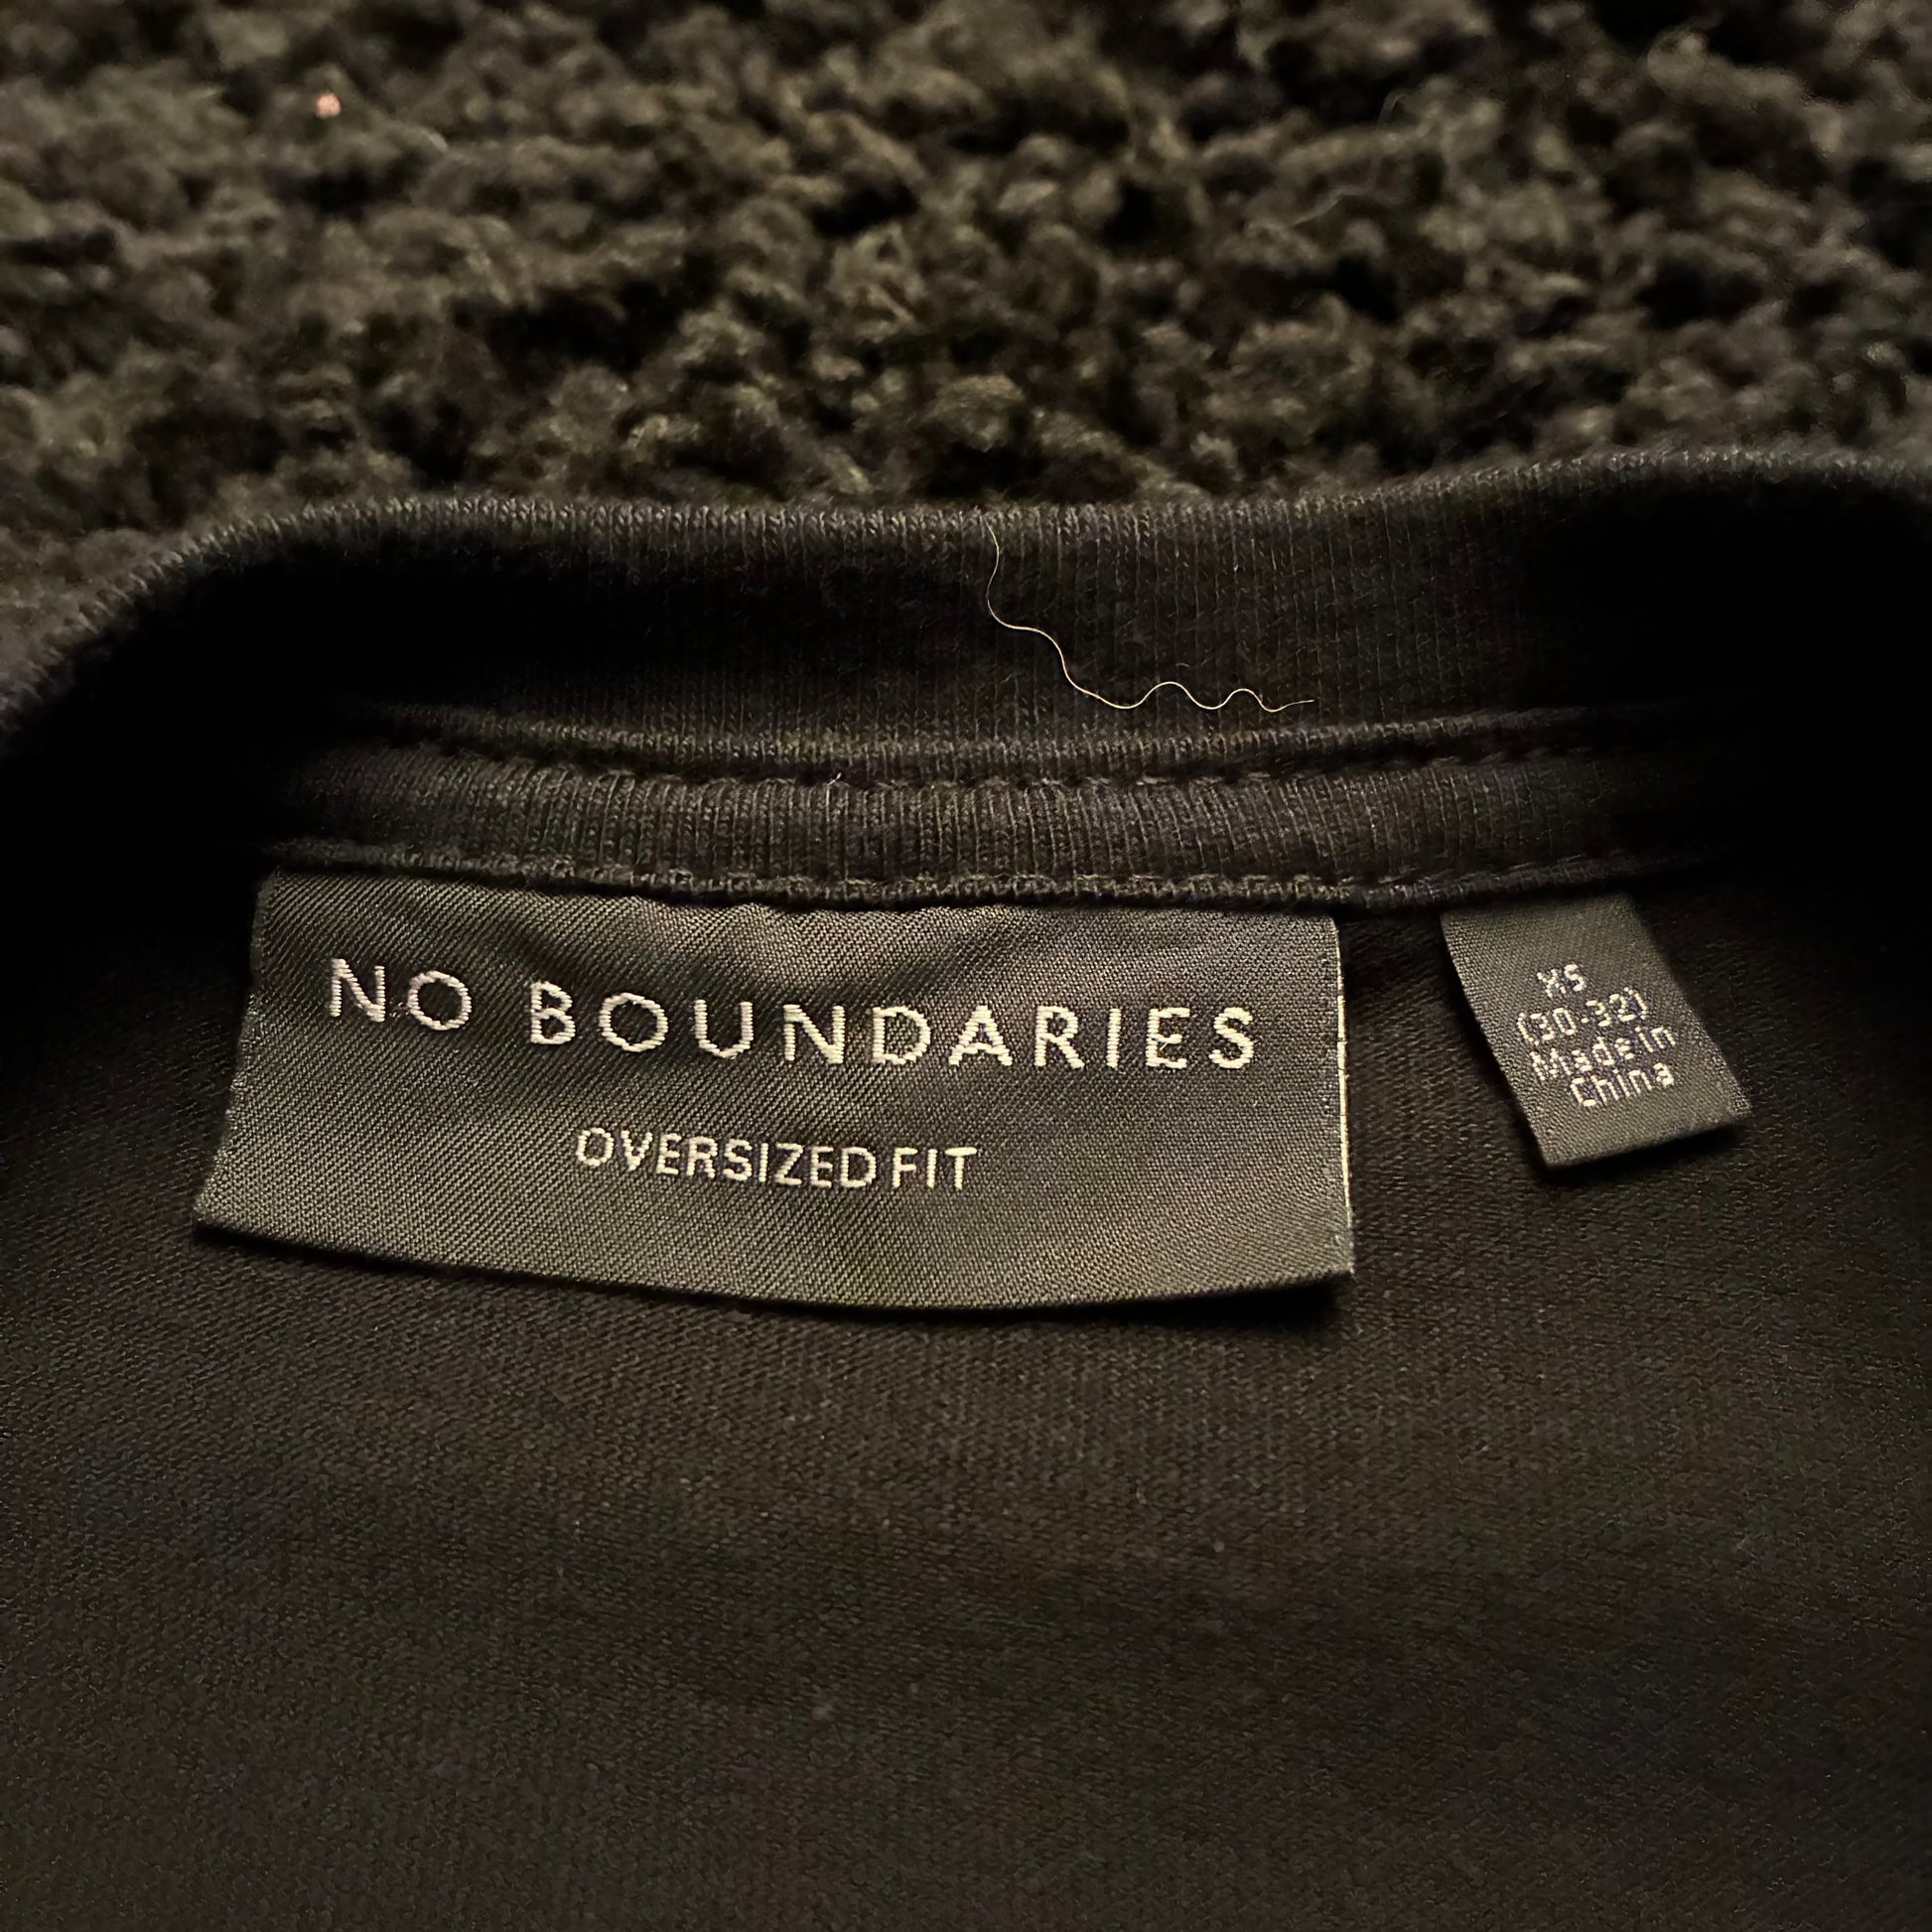 NO BOUNDARIES
OVERSIZED FIT
XS
(30-32)
Made in
China